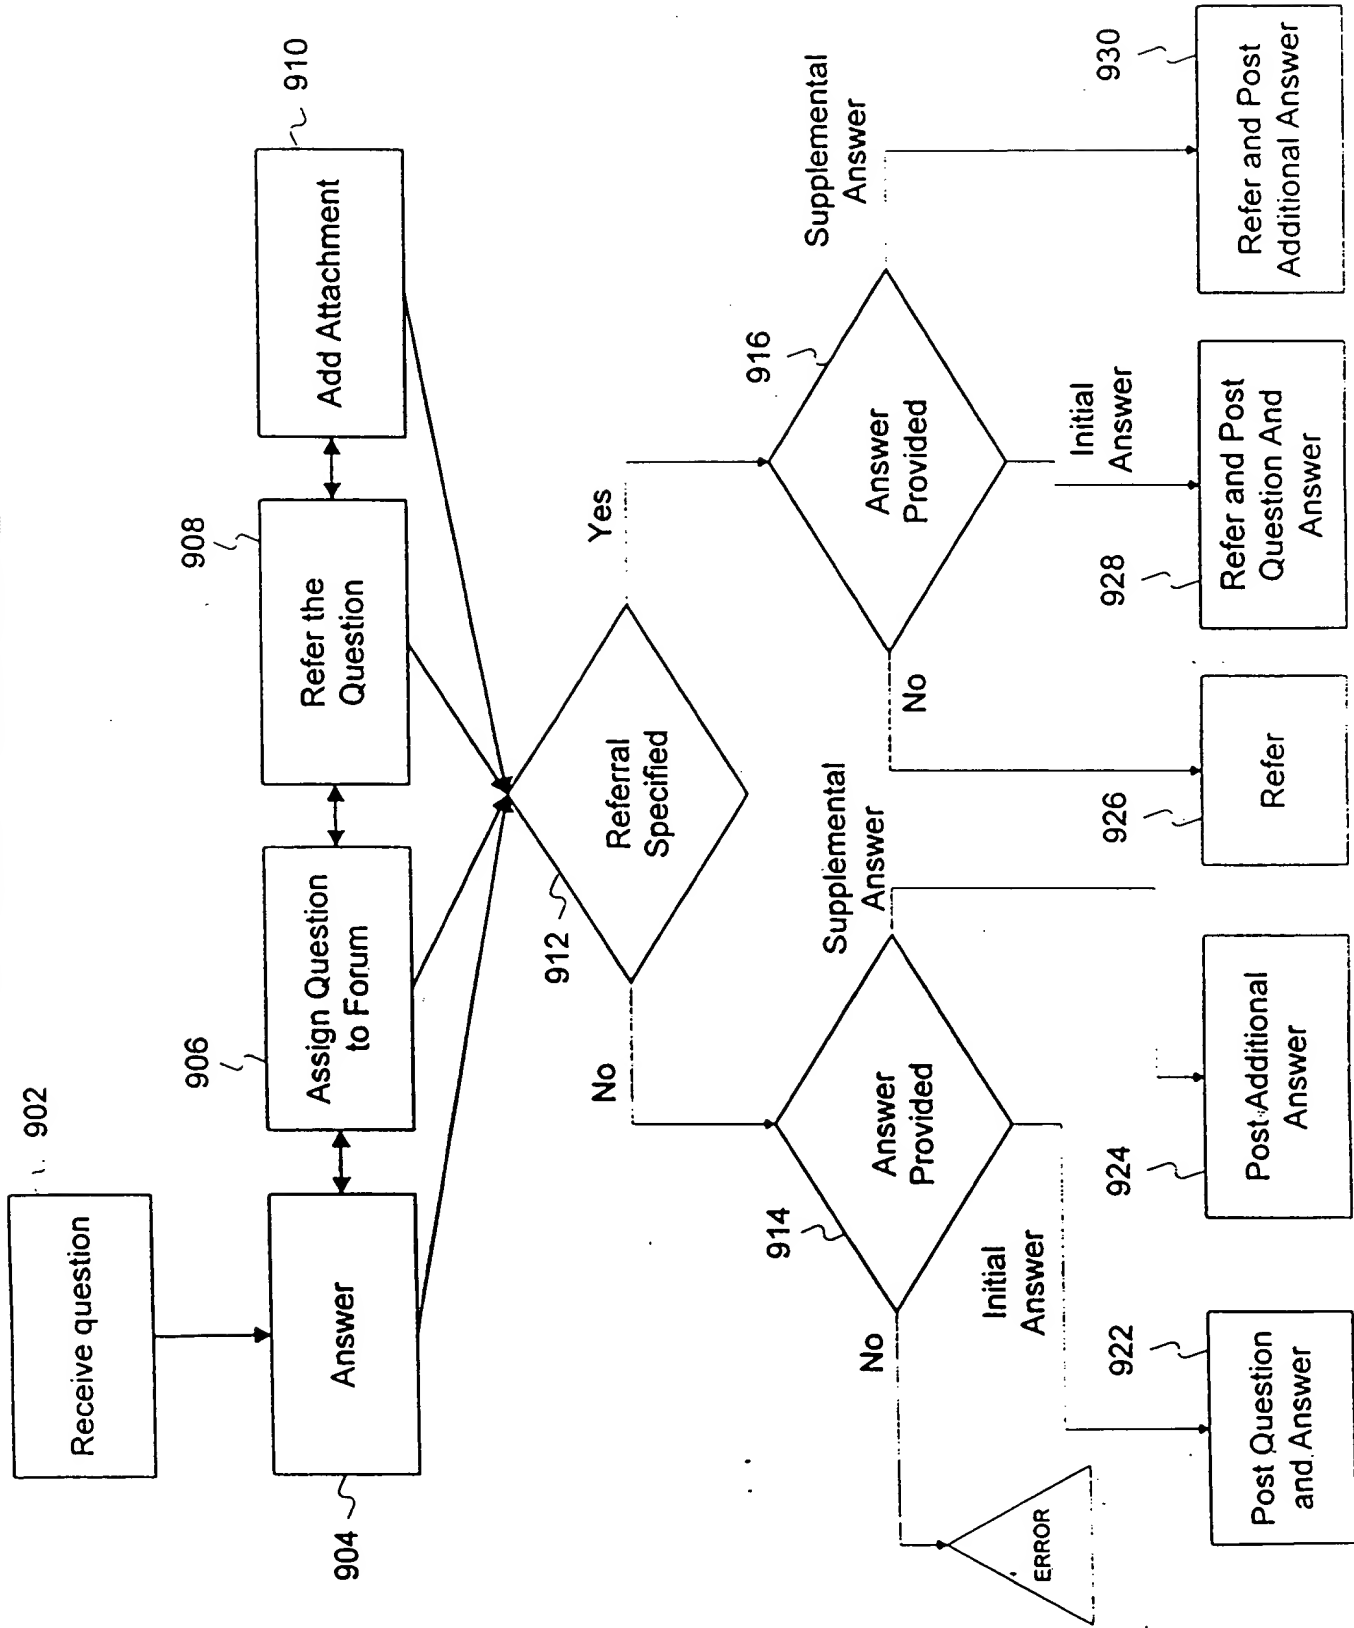 902
Receive question
904
Answer
906
Assign Question
to Forum
908
Refer the
Question
910
Add Attachment
912
Referral
Specified
No
Yes
914
Answer
Provided
No
Initial
Answer
Supplemental
Answer
916
Answer
Provided
No
Initial
Answer
Supplemental
Answer
ERROR
922
Post Question
and Answer
924
Post Additional
Answer
926
Refer
928
Refer and Post
Question And
Answer
930
Refer and Post
Additional Answer